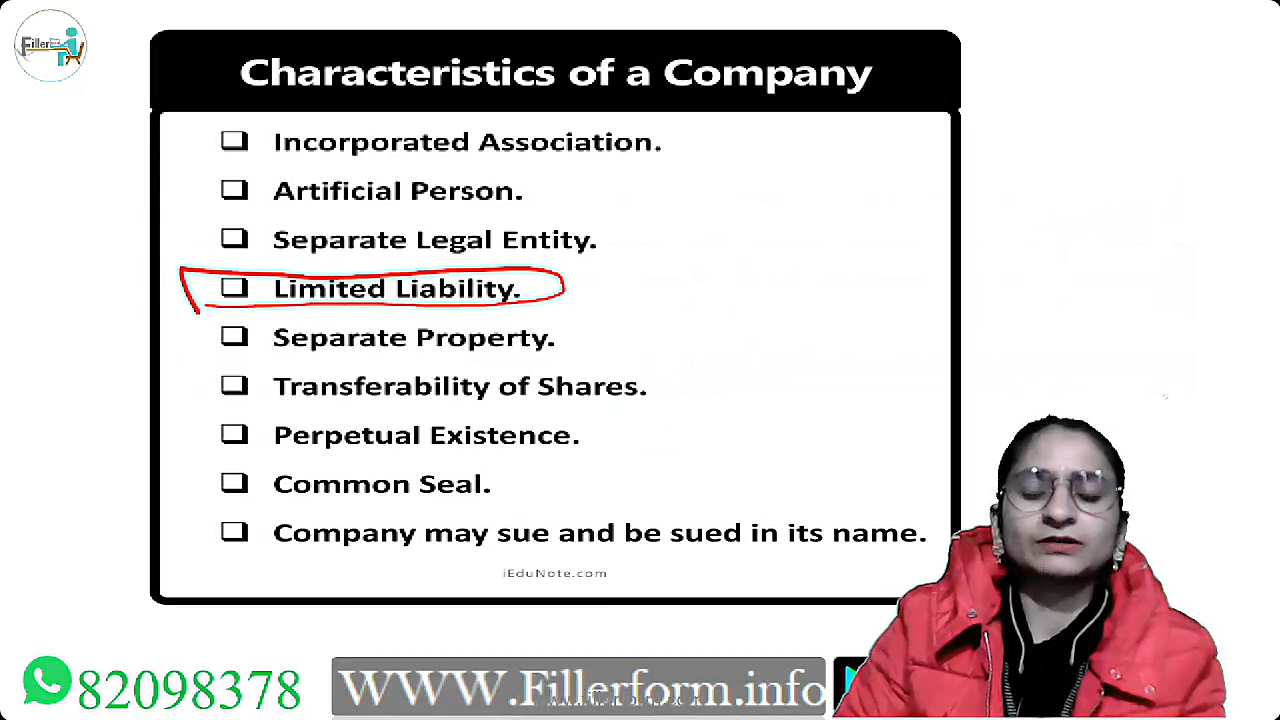 Filler
Characteristics of a Company
Incorporated Association.
Artificial Person.
Separate Legal Entity.
Limited Liability.
Separate Property.
Transferability of Shares.
Perpetual Existence.
Common Seal.
Company may sue and be sued in its name.
iEduNote.com
82098378
WWW.Fillerform.info